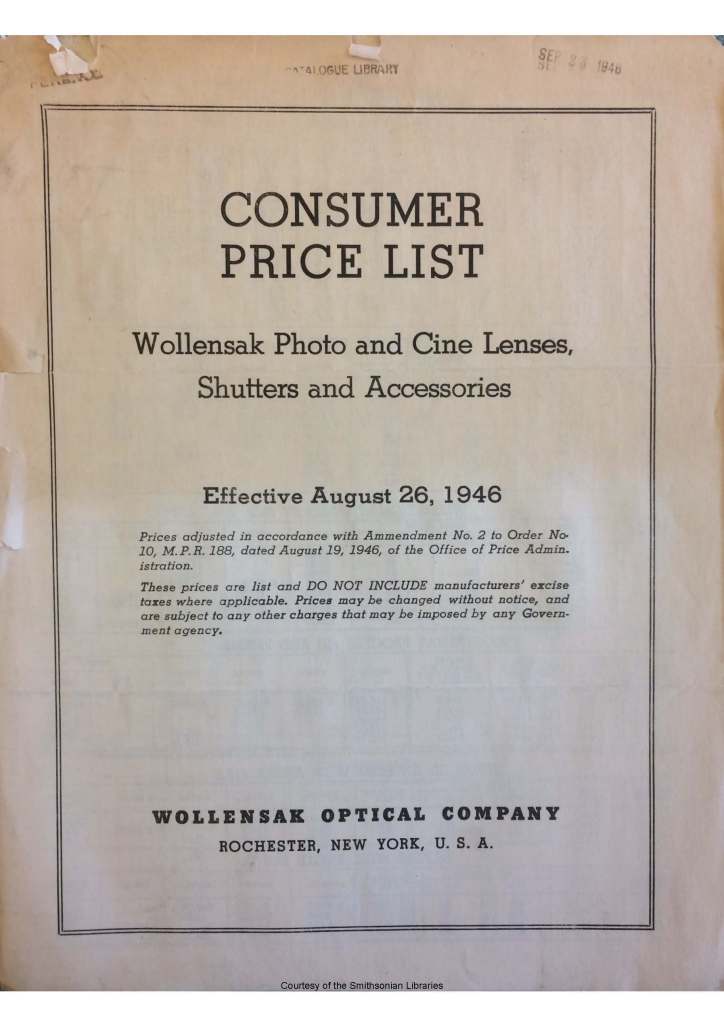 LIBRARY
SEP 1946
CONSUMER
PRICE LIST
Wollensak Photo and Cine Lenses,
Shutters and Accessories
Effective August 26, 1946
Prices adjusted in accordance with Ammendment No. 2 to Order No.
10, M.P.R. 188, dated August 19, 1946, of the Office of Price Admin-
istration.
These prices are list and DO NOT INCLUDE manufacturers' excise
taxes where applicable. Prices may be changed without notice, and
are subject to any other charges that may be imposed by any Govern-
ment agency.
WOLLENSAK OPTICAL COMPANY
ROCHESTER, NEW YORK, U. S. A.
Courtesy of the Smithsonian Libraries